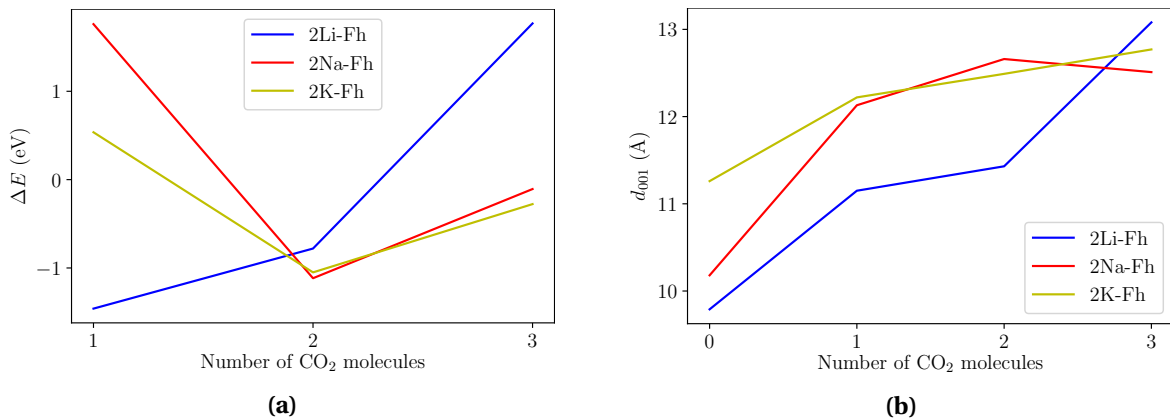 2Li-Fh
2Na-Fh
2K-Fh
1
0
−1
ΔE (eV)
1
2
3
Number of CO₂ molecules
(a)
13
12
11
10
d₀₀₁ (Å)
2Li-Fh
2Na-Fh
2K-Fh
0
1
2
3
Number of CO₂ molecules
(b)